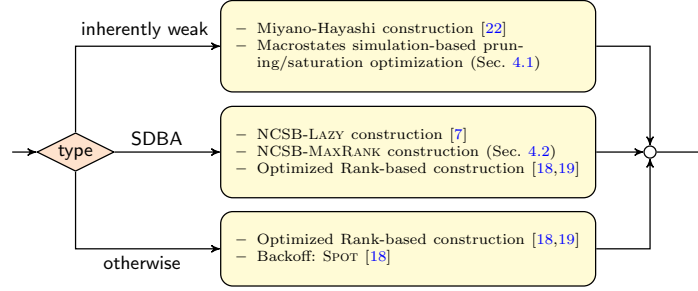 inherently weak
– Miyano-Hayashi construction [22]
– Macrostates simulation-based prun-
ing/saturation optimization (Sec. 4.1)
type
SDBA
– NCSB-LAZY construction [7]
– NCSB-MAXRANK construction (Sec. 4.2)
– Optimized Rank-based construction [18,19]
otherwise
– Optimized Rank-based construction [18,19]
– Backoff: SPOT [18]